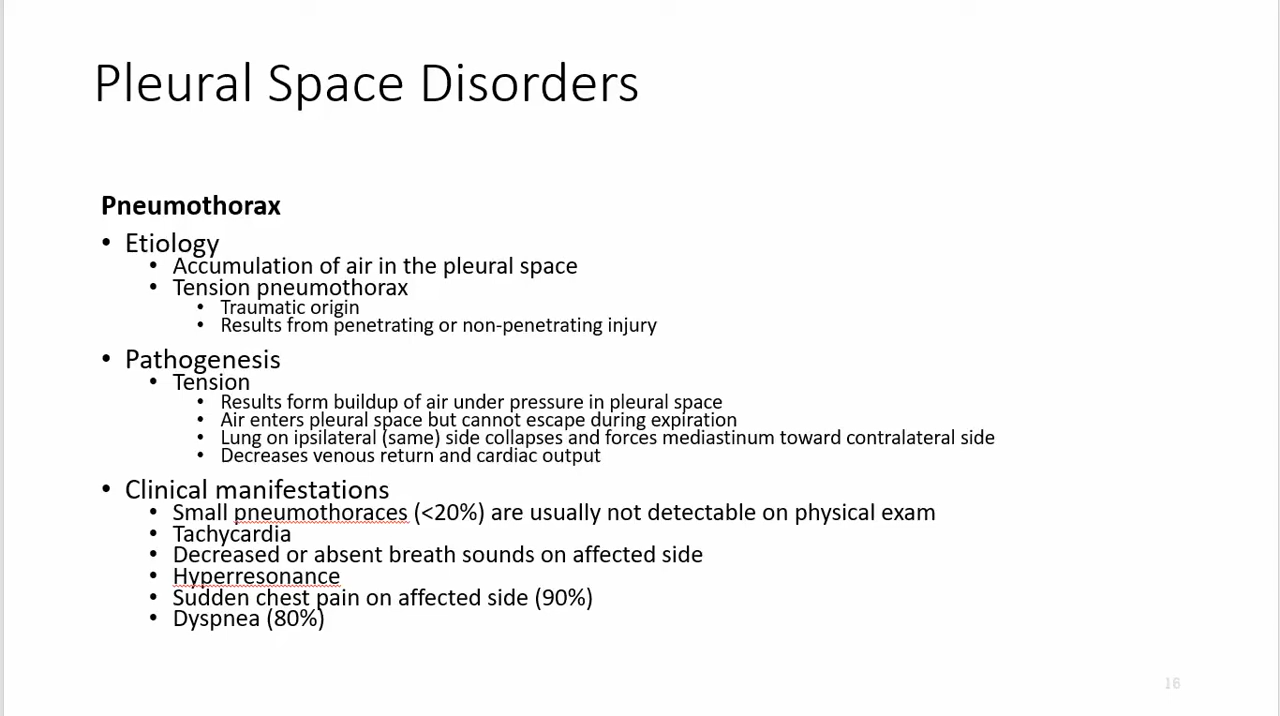 Pleural Space Disorders
Pneumothorax
• Etiology
• Accumulation of air in the pleural space
• Tension pneumothorax
• Traumatic origin
• Results from penetrating or non-penetrating injury
• Pathogenesis
• Tension
• Results form buildup of air under pressure in pleural space
• Air enters pleural space but cannot escape during expiration
• Lung on ipsilateral (same) side collapses and forces mediastinum toward contralateral side
• Decreases venous return and cardiac output
• Clinical manifestations
• Small pneumothoraces (<20%) are usually not detectable on physical exam
• Tachycardia
• Decreased or absent breath sounds on affected side
• Hyperresonance
• Sudden chest pain on affected side (90%)
• Dyspnea (80%)
16